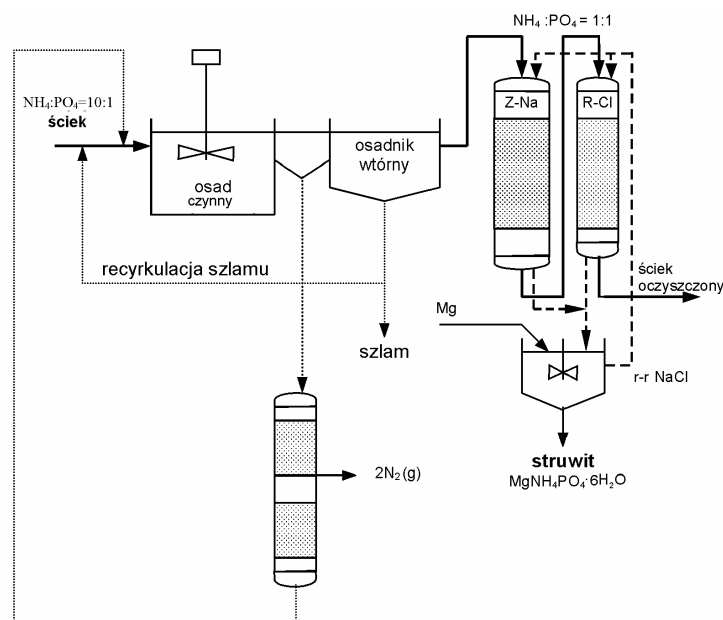 NH₄ :PO₄ = 1:1
NH₄:PO₄=10:1
ściek
Z-Na
R-Cl
osadnik
wtórny
osad
czynny
recyrkulacja szlamu
ściek
oczyszczony
Mg
szlam
r-r NaCl
struwit
MgNH₄PO₄·6H₂O
2N₂(g)